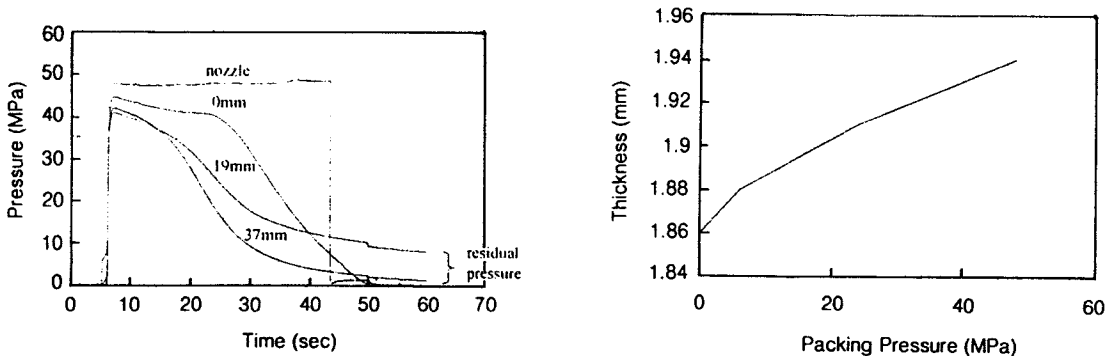 60
50
40
30
20
10
0
Pressure (MPa)
nozzle
0mm
19mm
37mm
residual
pressure
0 10 20 30 40 50 60 70
Time (sec)
1.96
1.94
1.92
1.9
1.88
1.86
1.84
Thickness (mm)
0 20 40 60
Packing Pressure (MPa)